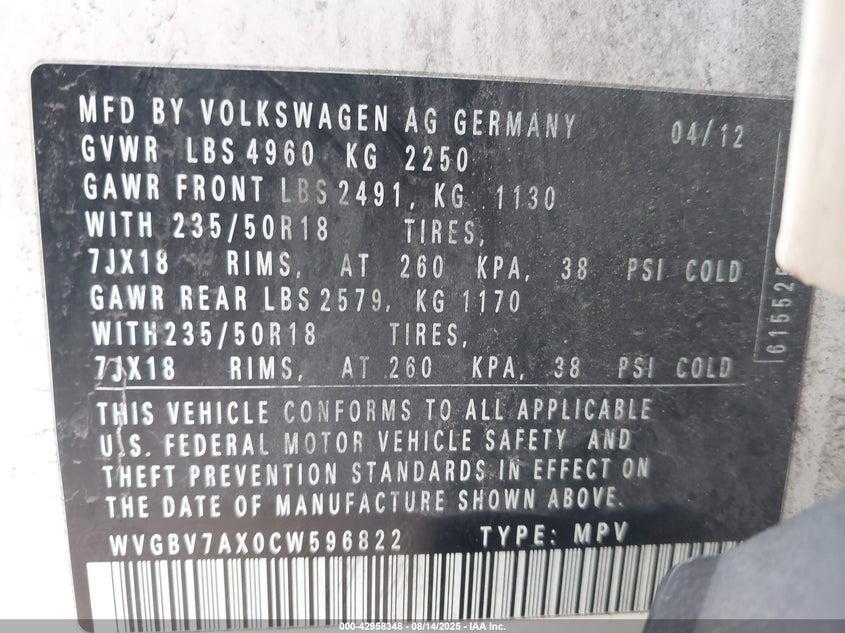 MFD BY VOLKSWAGEN AG GERMANY 04/12
GVWR LBS 4960 KG 2250
GAWR FRONT LBS 2491, KG 1130
WITH 235/50R18 TIRES,
7JX18 RIMS, AT 260 KPA, 38 PSI COLD
GAWR REAR LBS 2579, KG 1170
WITH 235/50R18 TIRES,
7JX18 RIMS, AT 260 KPA, 38 PSI COLD
THIS VEHICLE CONFORMS TO ALL APPLICABLE
U.S. FEDERAL MOTOR VEHICLE SAFETY AND
THEFT PREVENTION STANDARDS IN EFFECT ON
THE DATE OF MANUFACTURE SHOWN ABOVE.
WVGBV7AX0CW596822 TYPE: MPV
000-42958348 - 08/14/2025 - IAA Inc.